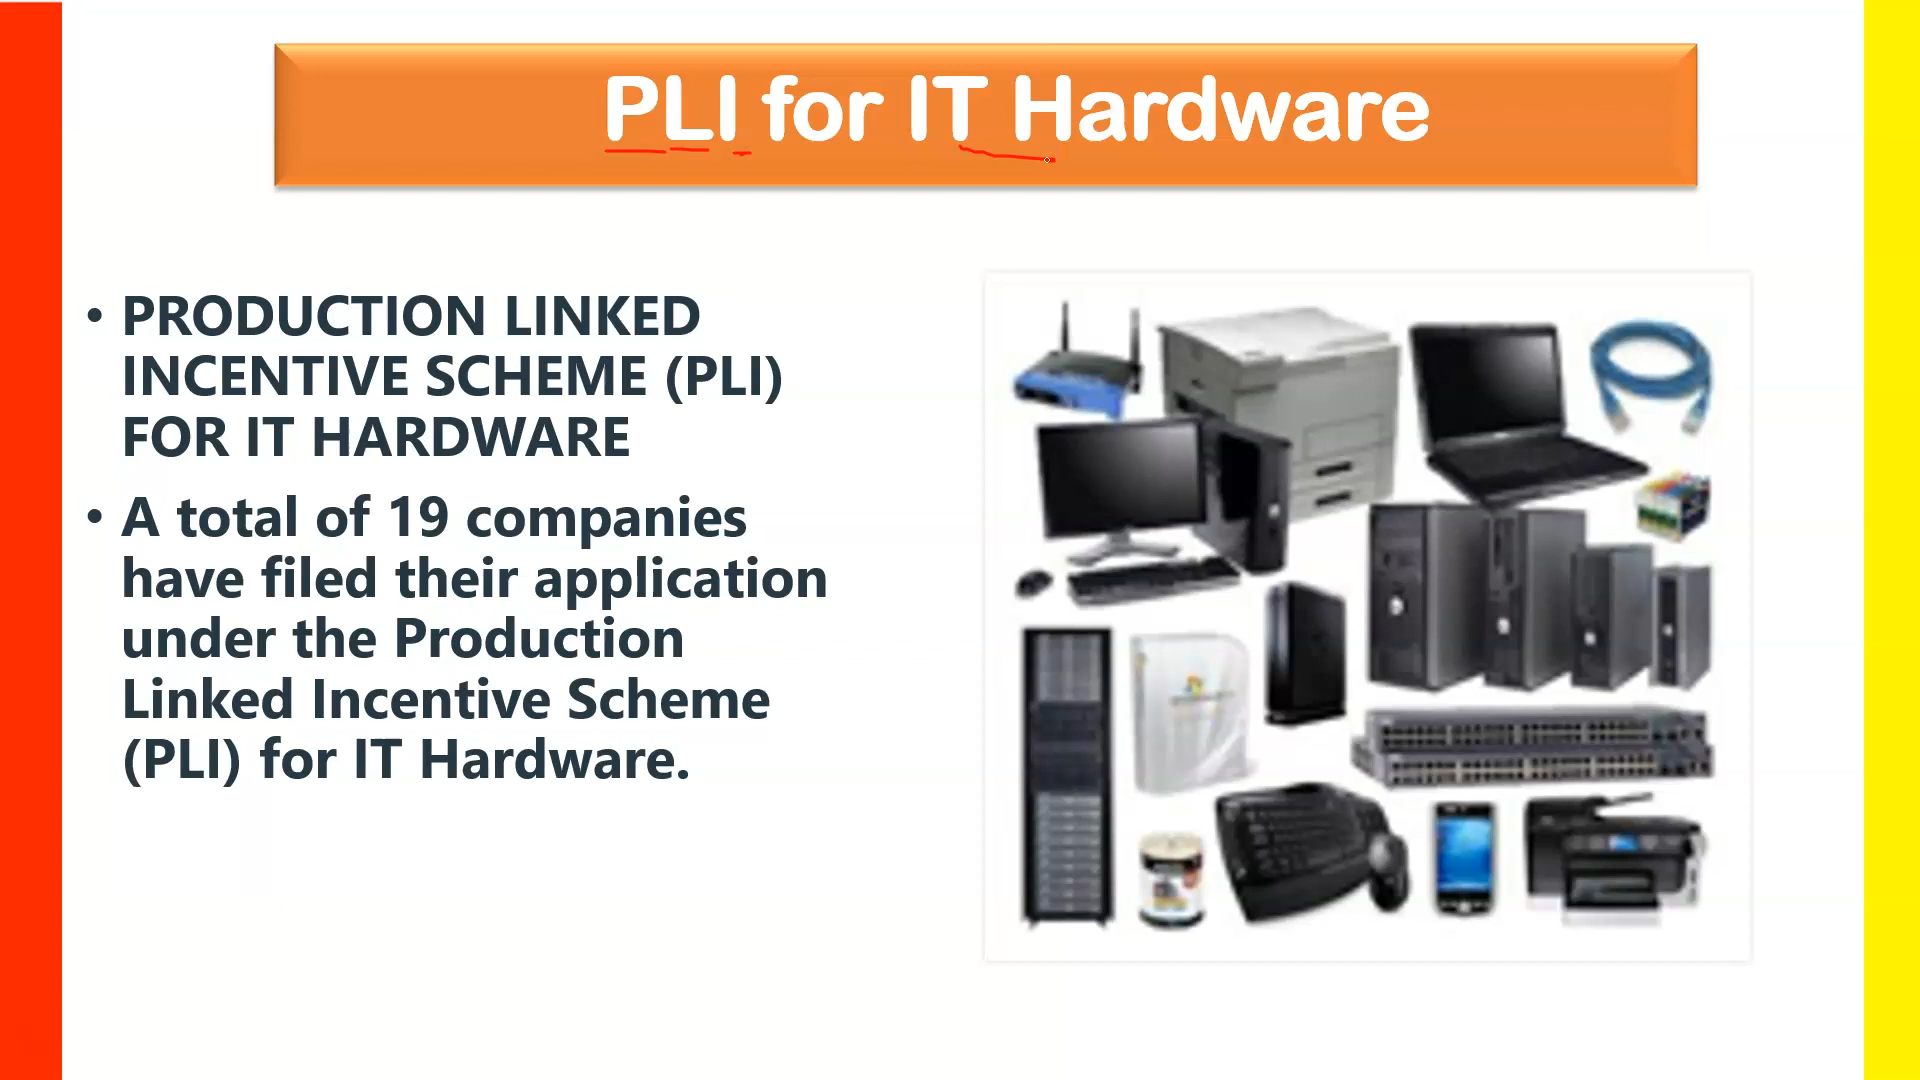 PLI for IT Hardware
• PRODUCTION LINKED
INCENTIVE SCHEME (PLI)
FOR IT HARDWARE
• A total of 19 companies
have filed their application
under the Production
Linked Incentive Scheme
(PLI) for IT Hardware.